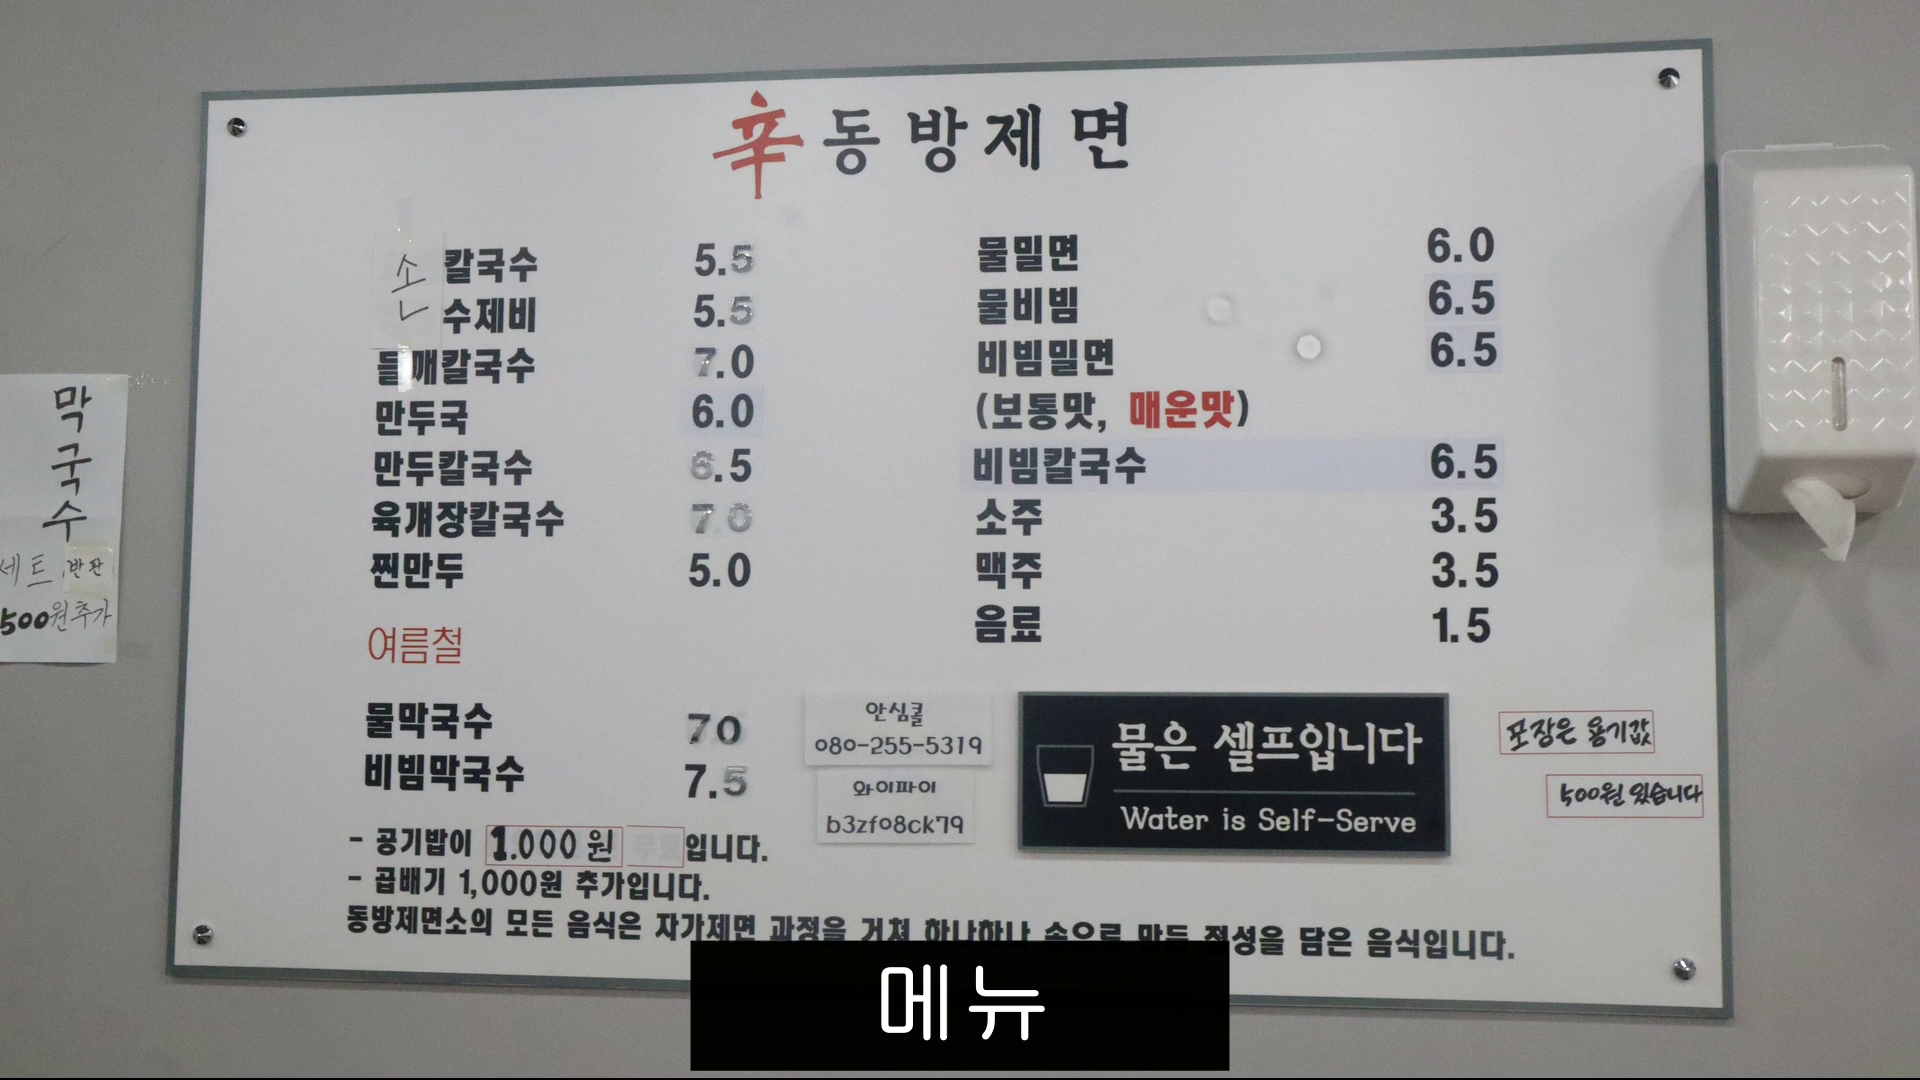 辛동방제면
손
칼국수 5.5
수제비 5.5
들깨칼국수 7.0
만두국 6.0
만두칼국수 6.5
육개장칼국수 7 0
찐만두 5.0
여름철
물막국수 7 0
비빔막국수 7.5
물밀면 6.0
물비빔 6.5
비빔밀면 6.5
(보통맛, 매운맛)
비빔칼국수 6.5
소주 3.5
맥주 3.5
음료 1.5
안심콜
080-255-5319
와이파이
b3zf08ck79
물은 셀프입니다
Water is Self-Serve
포장은 용기값
500원 있습니다
- 공기밥이 1.000원 입니다.
- 곱배기 1,000원 추가입니다.
동방제면소의 모든 음식은 자가제면 과정을 거쳐 하나하나 손으로 만든 정성을 담은 음식입니다.
막
국
수
세트 반판
500원추가
메뉴